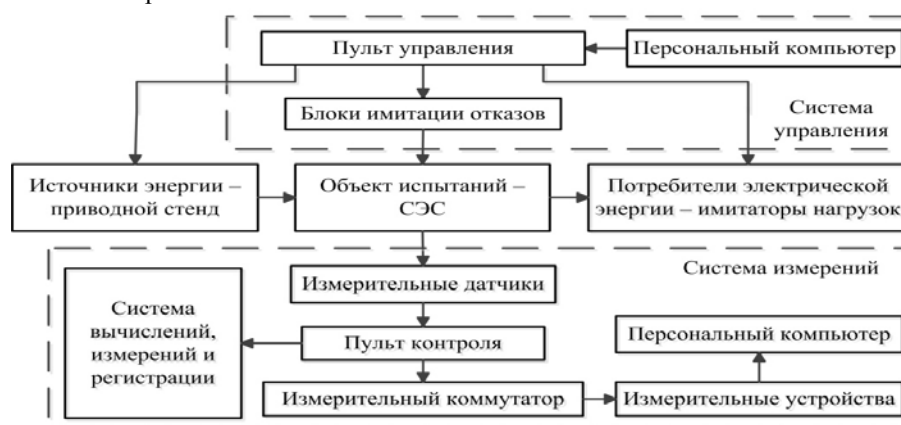 Пульт управления
Персональный компьютер
Блоки имитации отказов
Система
управления
Источники энергии –
приводной стенд
Объект испытаний –
СЭС
Потребители электрической
энергии – имитаторы нагрузок
Система измерений
Измерительные датчики
Система
вычислений,
измерений и
регистрации
Пульт контроля
Персональный компьютер
Измерительный коммутатор
Измерительные устройства